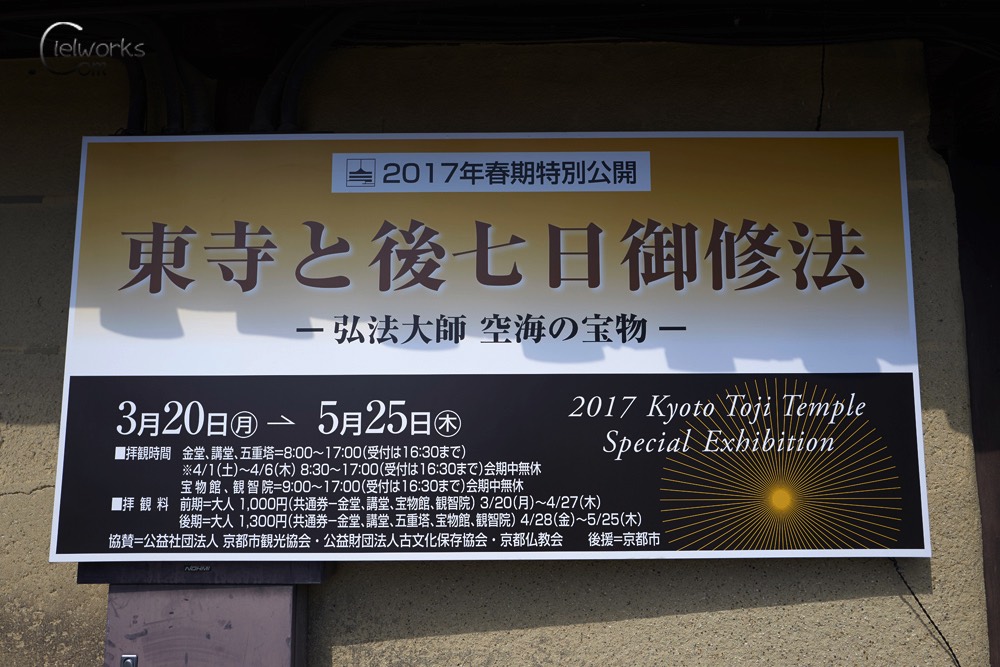 Cielworks
.Com
2017年春期特別公開
東寺と後七日御修法
― 弘法大師 空海の宝物 ―
3月20日㊊ ⇀ 5月25日㊍
2017 Kyoto Toji Temple
Special Exhibition
■拝観時間 金堂、講堂、五重塔=8:00〜17:00(受付は16:30まで)
※4/1(土)〜4/6(木) 8:30〜17:00(受付は16:30まで)会期中無休
宝物館、観智院=9:00〜17:00(受付は16:30まで)会期中無休
■拝観料 前期=大人 1,000円(共通券ー金堂、講堂、宝物館、観智院) 3/20(月)〜4/27(木)
後期=大人 1,300円(共通券ー金堂、講堂、五重塔、宝物館、観智院) 4/28(金)〜5/25(木)
協賛=公益社団法人 京都市観光協会・公益財団法人古文化保存協会・京都仏教会 後援=京都市
NOHMI